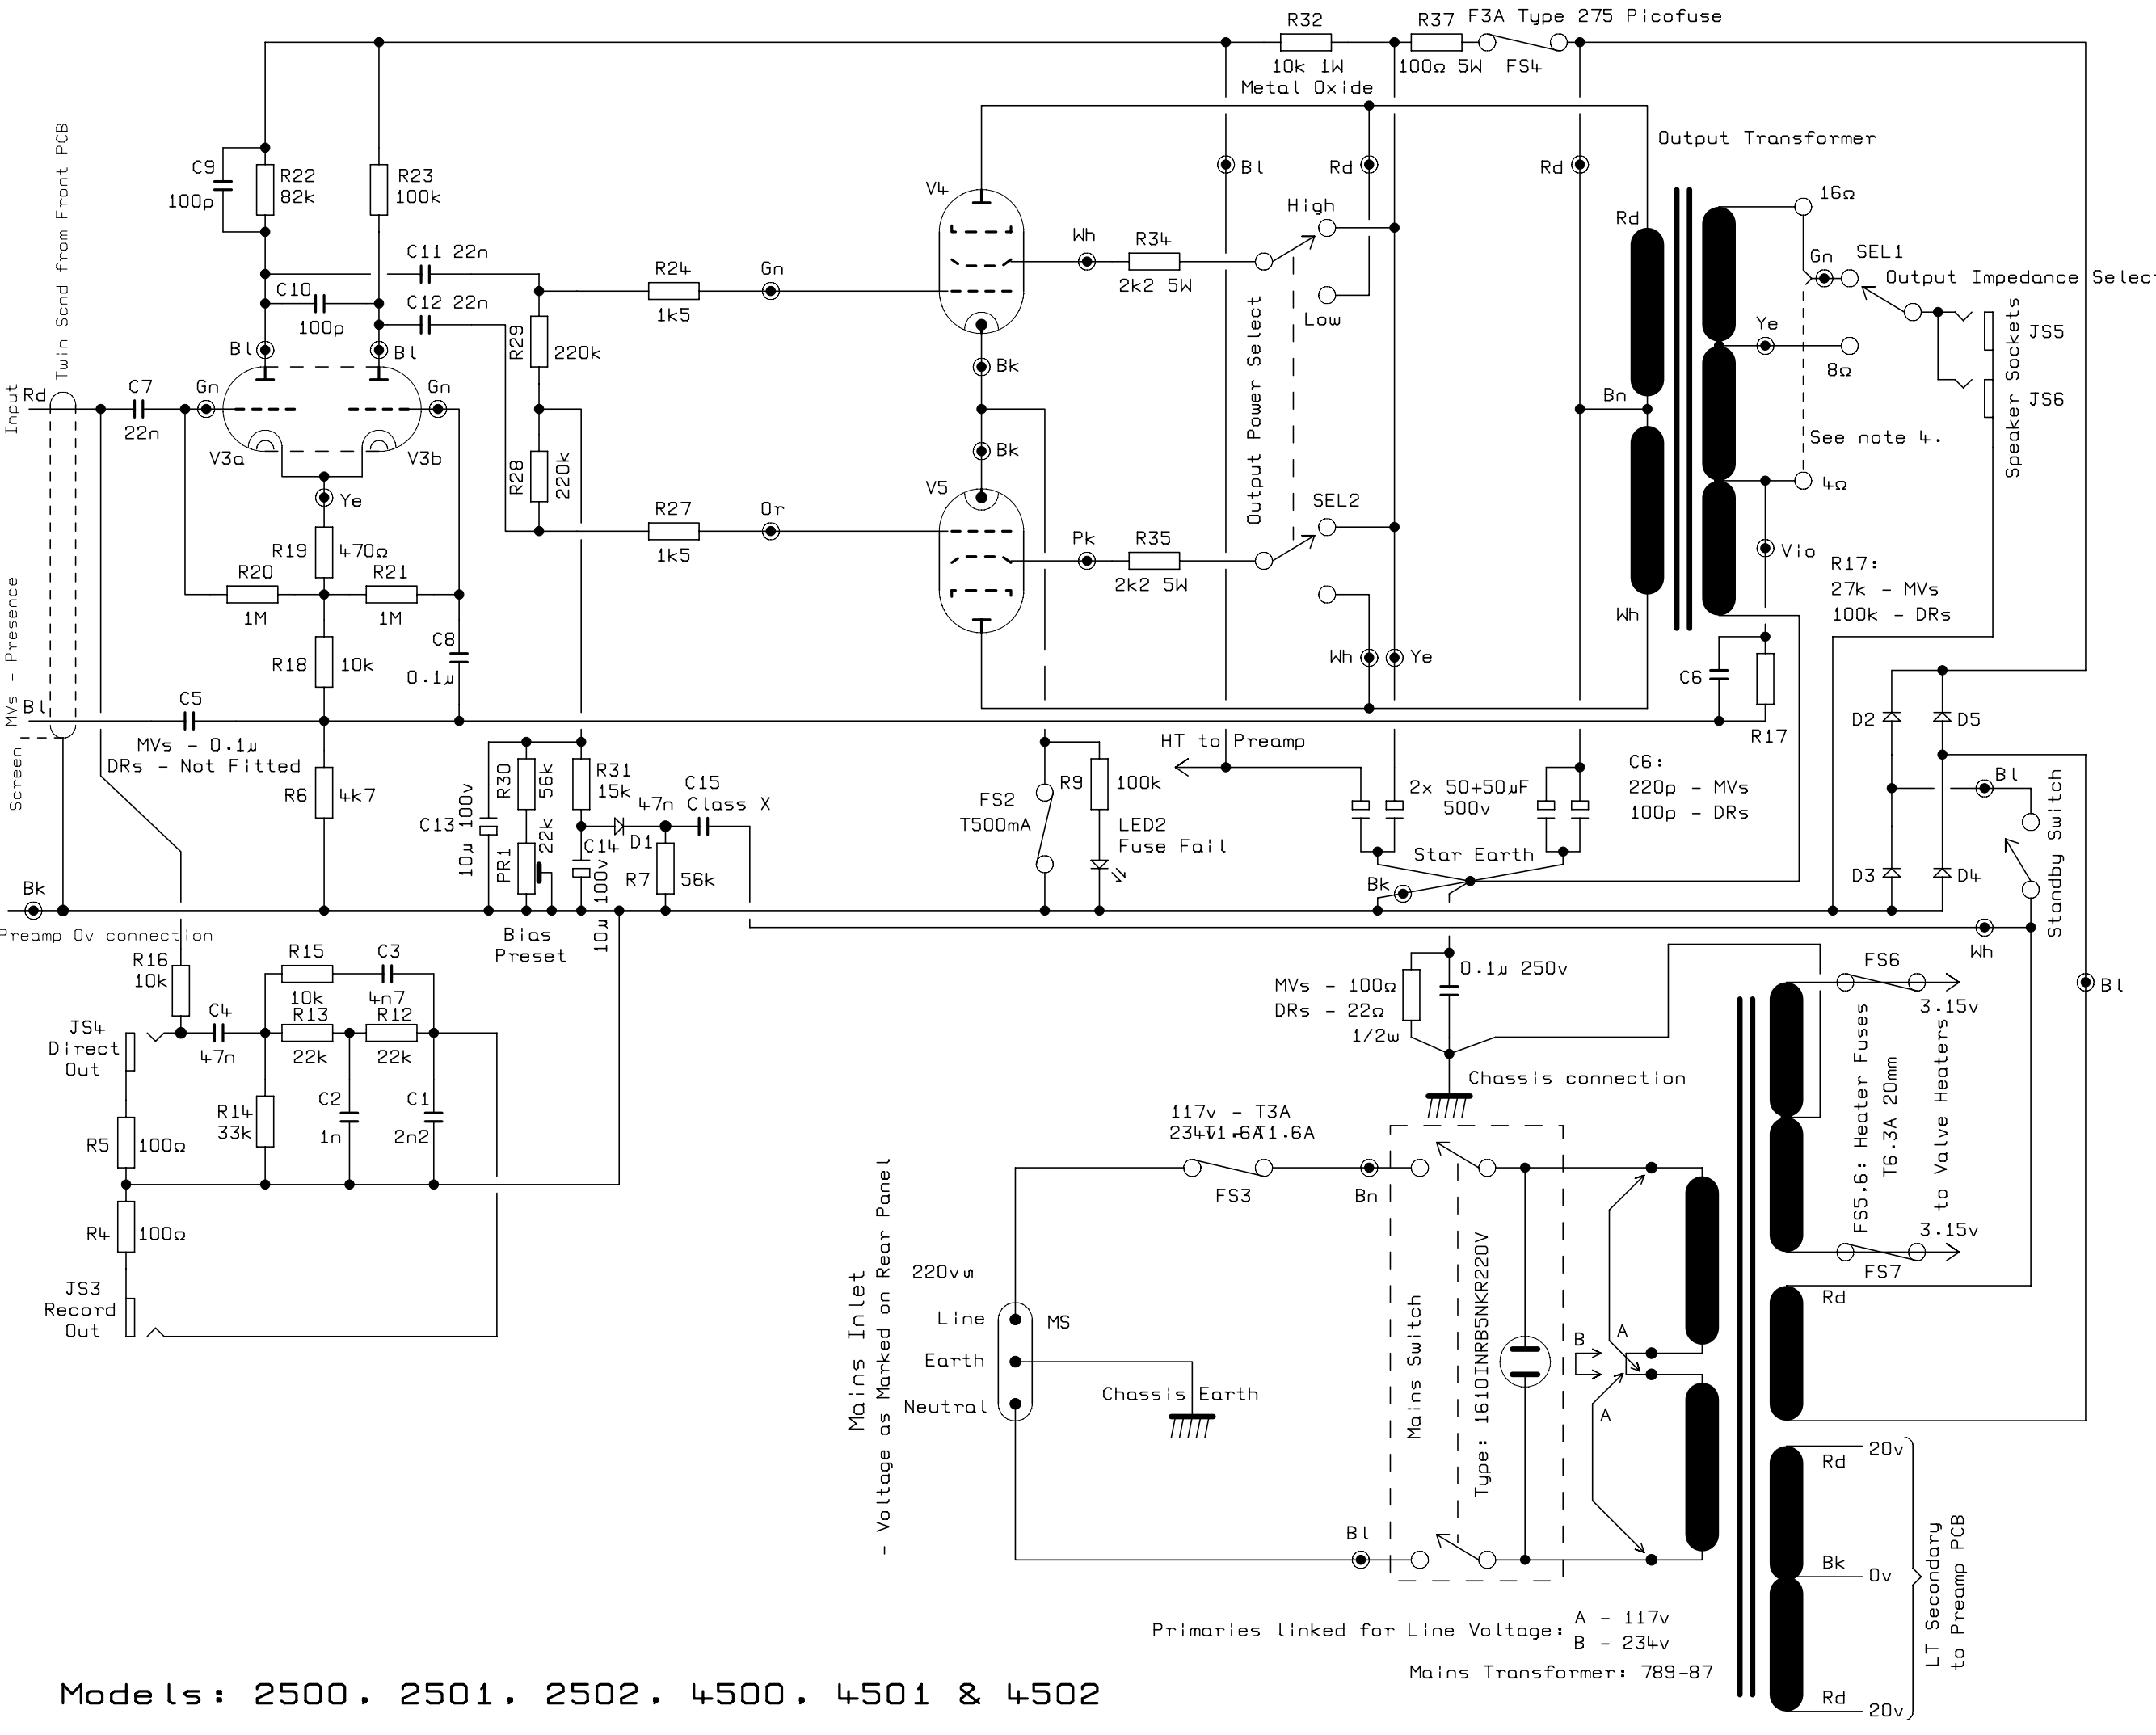 R32
R37
F3A Type 275 Picofuse
10k 1W
100Ω 5W
FS4
Metal Oxide
Twin Scnd from Front PCB
Output Transformer
C9
100p
R22
82k
R23
100k
V4
Bl
Rd
Rd
High
16Ω
Rd
Wh
R34
2k2 5W
Low
Gn
SEL1
Output Impedance Select
C11 22n
C10
100p
C12 22n
R24
1k5
Gn
R29
220k
Output Power Select
Ye
8Ω
JS5
Speaker Sockets
JS6
Bl
Bl
Input
Rd
C7
22n
Gn
Gn
V3a
V3b
Bk
Bn
See note 4.
R28
220k
Bk
Ye
V5
SEL2
4Ω
R27
1k5
Or
R19
470Ω
Pk
R35
2k2 5W
Vio
R20
1M
R21
1M
R17:
27k - MVs
100k - DRs
MVs - Presence
Wh
C8
0.1µ
R18
10k
Wh
Ye
C6
Bl
C5
MVs - 0.1µ
DRs - Not Fitted
D2
D5
R17
Screen
HT to Preamp
R6
4k7
C13
10µ 100v
R30
56k
R31
15k
C15
47n Class X
FS2
T500mA
R9
100k
2x 50+50µF
500v
C6:
220p - MVs
100p - DRs
Bl
Standby Switch
PR1
22k
C14
10µ 100v
D1
R7
56k
LED2
Fuse Fail
Star Earth
D3
D4
Bk
Bk
Preamp 0v connection
Bias
Preset
Wh
R16
10k
R15
10k
C3
4n7
0.1µ 250v
MVs - 100Ω
DRs - 22Ω
1/2w
FS6
3.15v
Bl
JS4
Direct
Out
C4
47n
R13
22k
R12
22k
Chassis connection
FS5,6: Heater Fuses
T6.3A 20mm
to Valve Heaters
R14
33k
C2
1n
C1
2n2
R5
100Ω
117v - T3A
234v - T1.6A
T1.6A
FS3
Bn
R4
100Ω
3.15v
FS7
JS3
Record
Out
Mains Inlet
- Voltage as Marked on Rear Panel
220v
Line
MS
Earth
Neutral
Chassis Earth
Mains Switch
Type: 1610INRB5NKR220V
B
A
A
Rd
20v
Rd
Bl
Bk
0v
LT Secondary
to Preamp PCB
Primaries linked for Line Voltage:
A - 117v
B - 234v
Mains Transformer: 789-87
Rd
20v
Models: 2500, 2501, 2502, 4500, 4501 & 4502